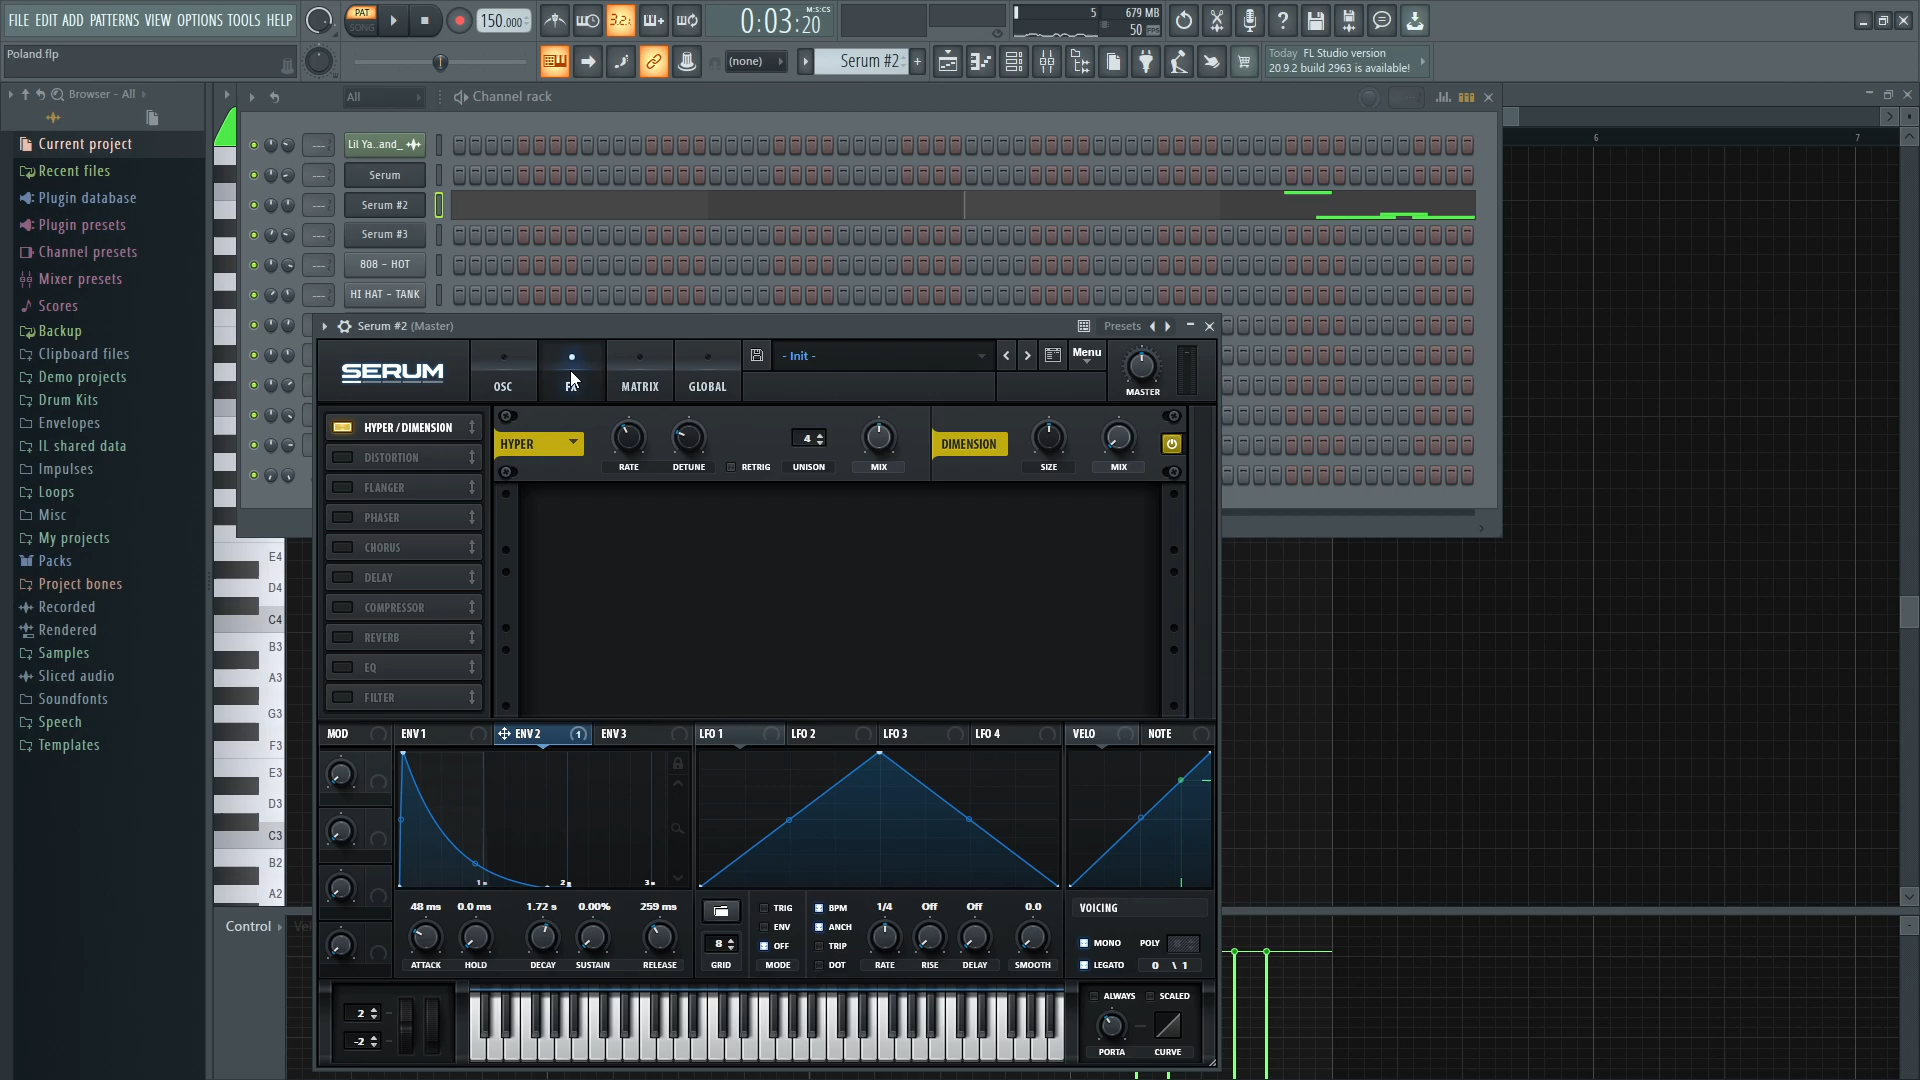 FILE EDIT ADD PATTERNS VIEW OPTIONS TOOLS HELP
PAT
SONG
150.000
3.2:
0:03:20
M:S:CS
5
679 MB
50
Poland.flp
(none)
Serum #2
Today FL Studio version
20.9.2 build 2963 is available!
Browser - All
All
Channel rack
Current project
Recent files
Plugin database
Plugin presets
Channel presets
Mixer presets
Scores
Backup
Clipboard files
Demo projects
Drum Kits
Envelopes
IL shared data
Impulses
Loops
Misc
My projects
Packs
Project bones
Recorded
Rendered
Samples
Sliced audio
Soundfonts
Speech
Templates
Lil Ya..and_
Serum
Serum #2
Serum #3
808 - HOT
HI HAT - TANK
6
7
Serum #2 (Master)
Presets
SERUM
OSC
FX
MATRIX
GLOBAL
- Init -
Menu
MASTER
HYPER / DIMENSION
DISTORTION
FLANGER
PHASER
CHORUS
DELAY
COMPRESSOR
REVERB
EQ
FILTER
HYPER
RATE
DETUNE
RETRIG
4
UNISON
MIX
DIMENSION
SIZE
MIX
E4
D4
C4
B3
A3
G3
F3
E3
D3
C3
B2
A2
Control
MOD
ENV 1
ENV 2
1
ENV 3
LFO 1
LFO 2
LFO 3
LFO 4
VELO
NOTE
48 ms
0.0 ms
1.72 s
0.00%
259 ms
ATTACK
HOLD
DECAY
SUSTAIN
RELEASE
8
GRID
TRIG
ENV
OFF
MODE
BPM
ANCH
TRIP
DOT
1/4
Off
Off
0.0
RATE
RISE
DELAY
SMOOTH
VOICING
MONO
POLY
LEGATO
0 \ 1
2
-2
ALWAYS
SCALED
PORTA
CURVE